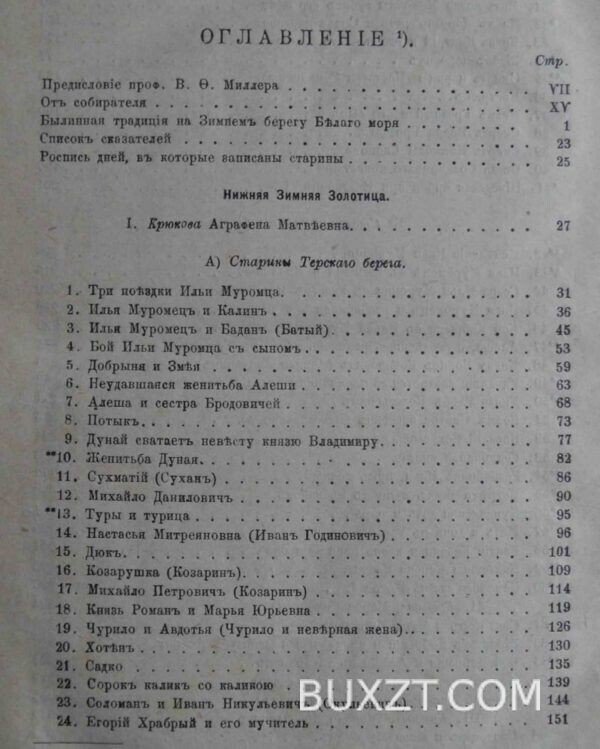 ОГЛАВЛЕНІЕ ¹).
Стр.
Предисловіе проф. В. Ѳ. Миллера VII
Отъ собирателя XV
Былинная традиція на Зимнемъ берегу Бѣлаго моря 1
Списокъ сказателей 23
Роспись дней, въ которые записаны старины 25
Нижняя Зимняя Золотица.
I. Крюкова Аграфена Матвѣевна. 27
А) Старины Терскаго берега.
1. Три поѣздки Ильи Муромца. 31
2. Илья Муромецъ и Калинъ 36
3. Илья Муромецъ и Баданъ (Батый) 45
4. Бой Ильи Муромца съ сыномъ 53
5. Добрыня и Змѣя 59
6. Неудавшаяся женитьба Алеши 63
7. Алеша и сестра Бродовичей 68
8. Потыкъ 73
9. Дунай сватаетъ невѣсту князю Владимиру 77
**10. Женитьба Дуная 82
11. Сухматій (Суханъ) 86
12. Михайло Даниловичъ 90
**13. Туры и турица 95
14. Настасья Митреяновна (Иванъ Годиновичъ) 96
15. Дюкъ 101
16. Козарушка (Козаринъ) 109
17. Михайло Петровичъ (Козаринъ) 114
18. Князь Романъ и Марья Юрьевна 119
19. Чурило и Авдотья (Чурило и невѣрная жена) 126
20. Хотѣнъ 130
21. Садко 135
22. Сорокъ каликъ со каликою 139
23. Соломанъ и Иванъ Никульевичъ 144
24. Егорій Храбрый и его мучитель 151
BUXZT.COM